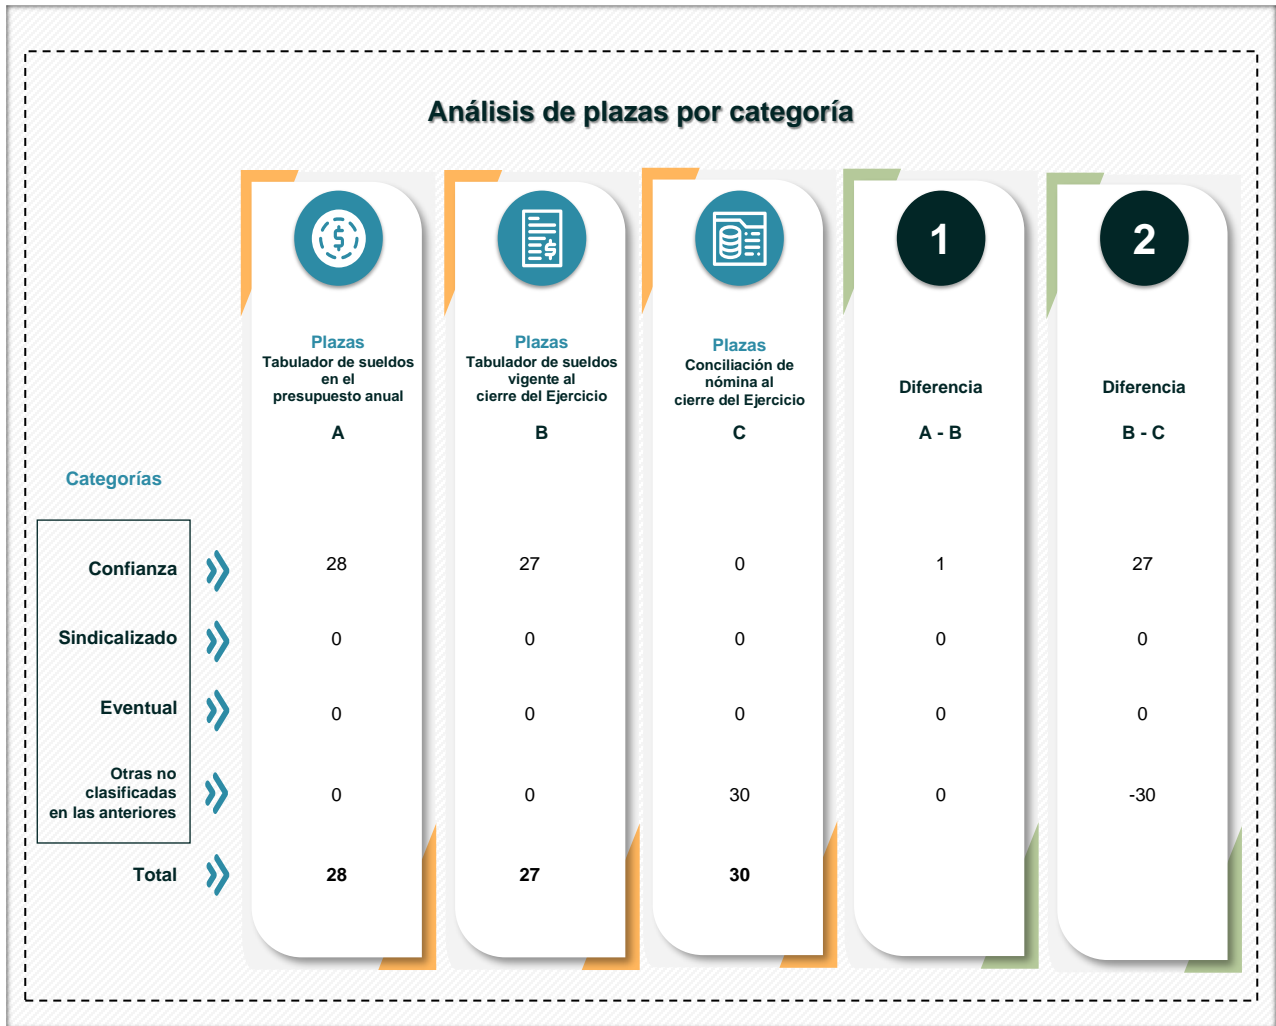 Análisis de plazas por categoría
1
2
Plazas
Tabulador de sueldos
en el
presupuesto anual
A
Plazas
Tabulador de sueldos
vigente al
cierre del Ejercicio
B
Plazas
Conciliación de
nómina al
cierre del Ejercicio
C
Diferencia
A - B
Diferencia
B - C
Categorías
Confianza 28 27 0 1 27
Sindicalizado 0 0 0 0 0
Eventual 0 0 0 0 0
Otras no
clasificadas
en las anteriores
0 0 30 0 -30
Total 28 27 30